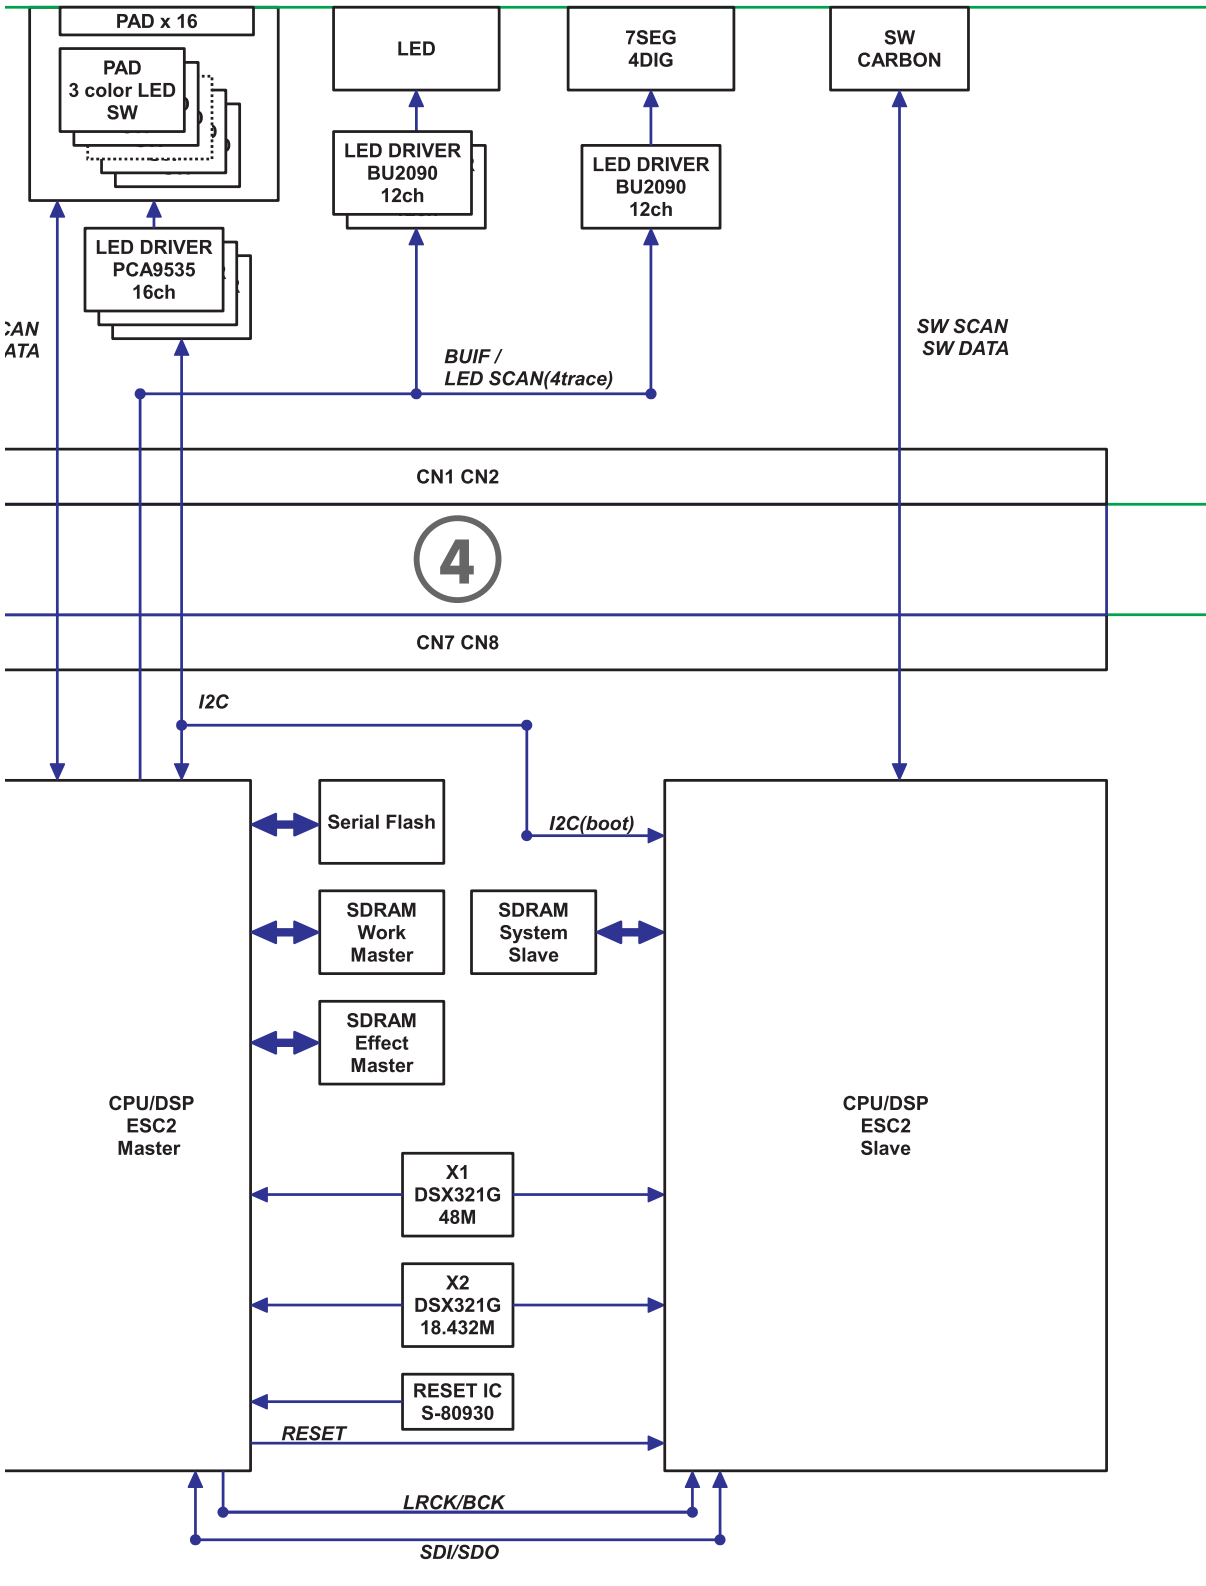 PAD x 16
PAD
3 color LED
SW
LED
7SEG
4DIG
SW
CARBON
LED DRIVER
BU2090
12ch
LED DRIVER
BU2090
12ch
LED DRIVER
PCA9535
16ch
CAN
ATA
BUIF /
LED SCAN(4trace)
SW SCAN
SW DATA
CN1 CN2
4
CN7 CN8
I2C
I2C(boot)
Serial Flash
SDRAM
Work
Master
SDRAM
System
Slave
SDRAM
Effect
Master
CPU/DSP
ESC2
Master
CPU/DSP
ESC2
Slave
X1
DSX321G
48M
X2
DSX321G
18.432M
RESET IC
S-80930
RESET
LRCK/BCK
SDI/SDO